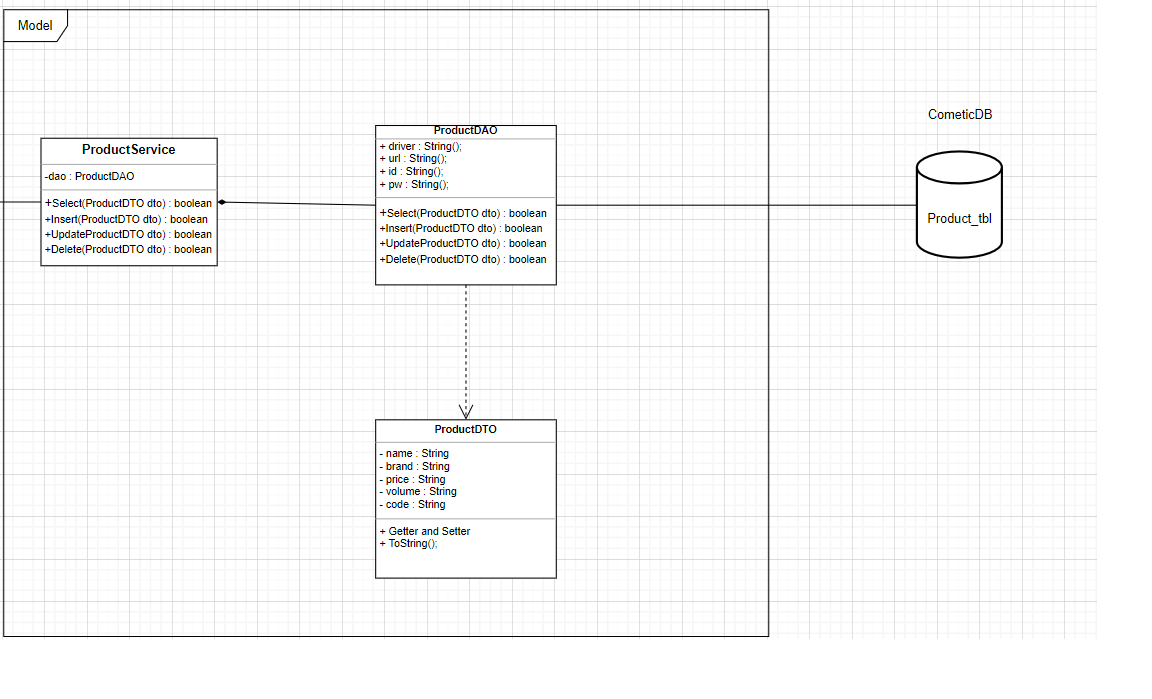 Model
ProductService
-dao : ProductDAO
+Select(ProductDTO dto) : boolean
+Insert(ProductDTO dto) : boolean
+UpdateProductDTO dto) : boolean
+Delete(ProductDTO dto) : boolean
ProductDAO
+ driver : String();
+ url : String();
+ id : String();
+ pw : String();
+Select(ProductDTO dto) : boolean
+Insert(ProductDTO dto) : boolean
+UpdateProductDTO dto) : boolean
+Delete(ProductDTO dto) : boolean
CometicDB
Product_tbl
ProductDTO
- name : String
- brand : String
- price : String
- volume : String
- code : String
+ Getter and Setter
+ ToString();